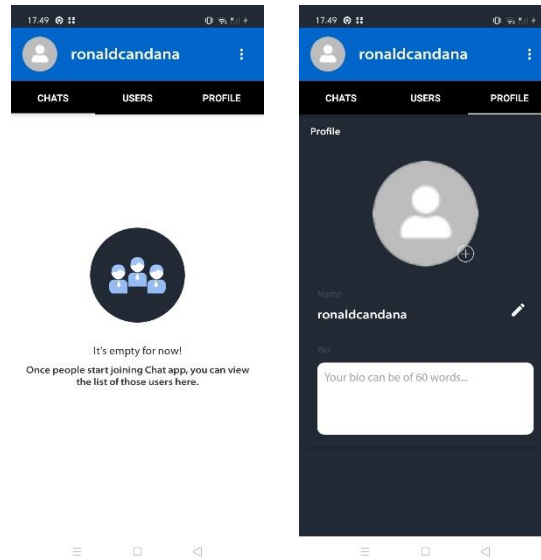 17.49
ronaldcandana
CHATS USERS PROFILE
It's empty for now!
Once people start joining Chat app, you can view
the list of those users here.
17.49
ronaldcandana
CHATS USERS PROFILE
Profile
Name
ronaldcandana
Bio
Your bio can be of 60 words...